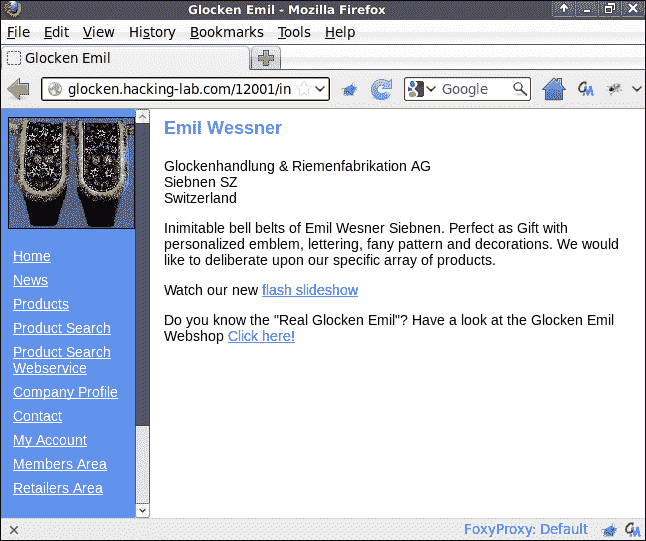 Glocken Emil - Mozilla Firefox
File Edit View History Bookmarks Tools Help
Glocken Emil
glocken.hacking-lab.com/12001/in
Google
Emil Wessner
Glockenhandlung & Riemenfabrikation AG
Siebnen SZ
Switzerland
Inimitable bell belts of Emil Wesner Siebnen. Perfect as Gift with
personalized emblem, lettering, fany pattern and decorations. We would
like to deliberate upon our specific array of products.
Watch our new flash slideshow
Do you know the "Real Glocken Emil"? Have a look at the Glocken Emil
Webshop Click here!
Home
News
Products
Product Search
Product Search
Webservice
Company Profile
Contact
My Account
Members Area
Retailers Area
FoxyProxy: Default